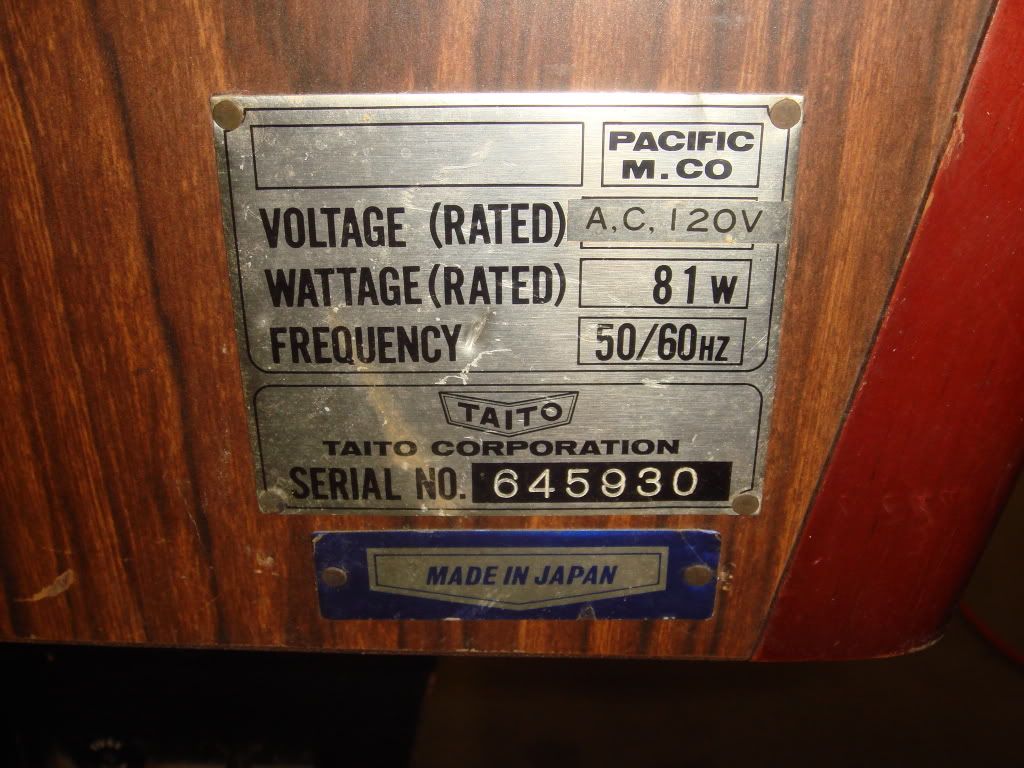 PACIFIC
M.CO
VOLTAGE (RATED) A,C, 120V
WATTAGE (RATED) 81W
FREQUENCY 50/60HZ
TAITO
TAITO CORPORATION
SERIAL NO. 645930
MADE IN JAPAN